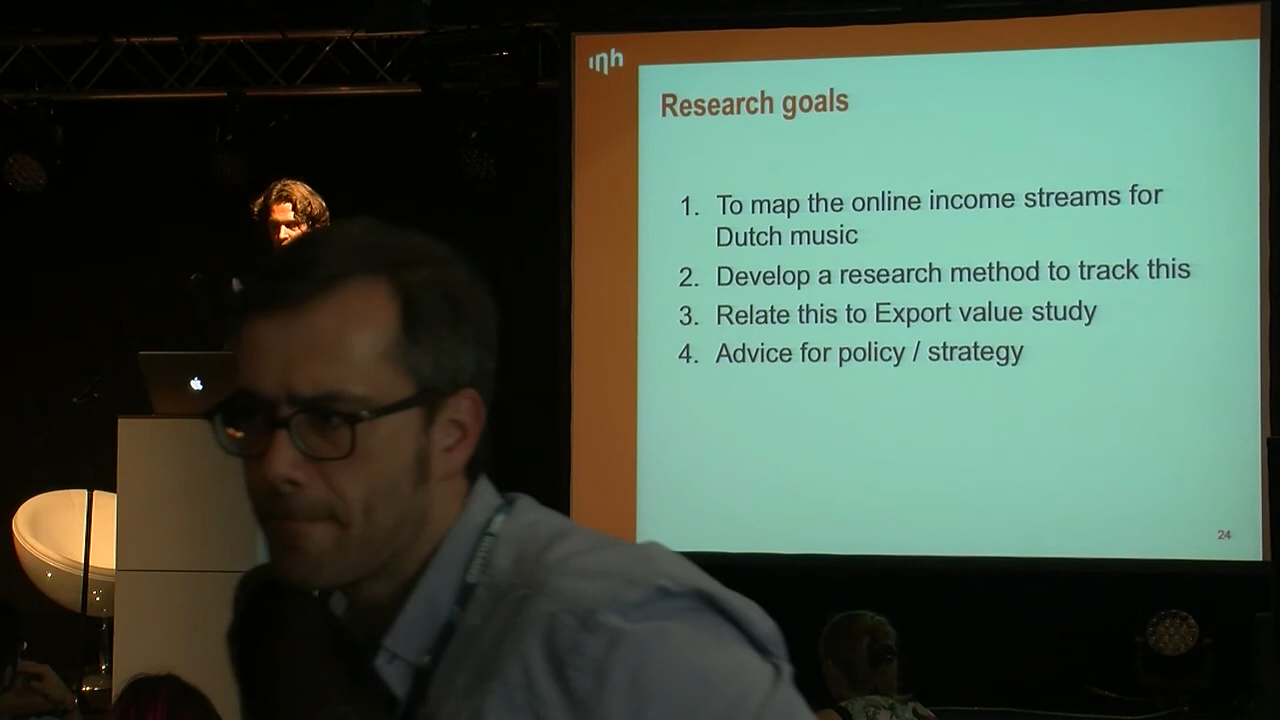 inh
Research goals
1. To map the online income streams for
Dutch music
2. Develop a research method to track this
3. Relate this to Export value study
4. Advice for policy / strategy
24